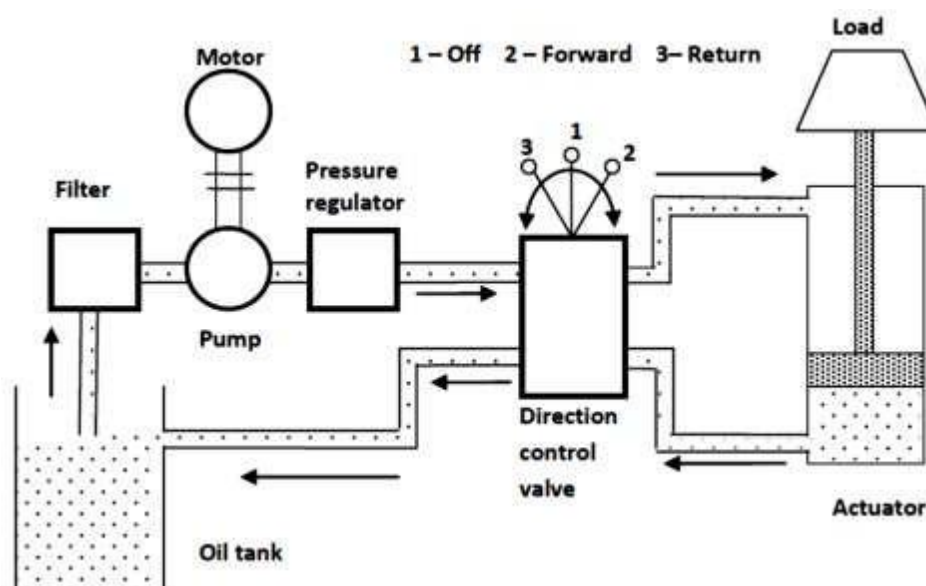 Load
Motor
1 – Off 2 – Forward 3– Return
1
3
2
Filter
Pressure
regulator
Pump
Direction
control
valve
Actuator
Oil tank